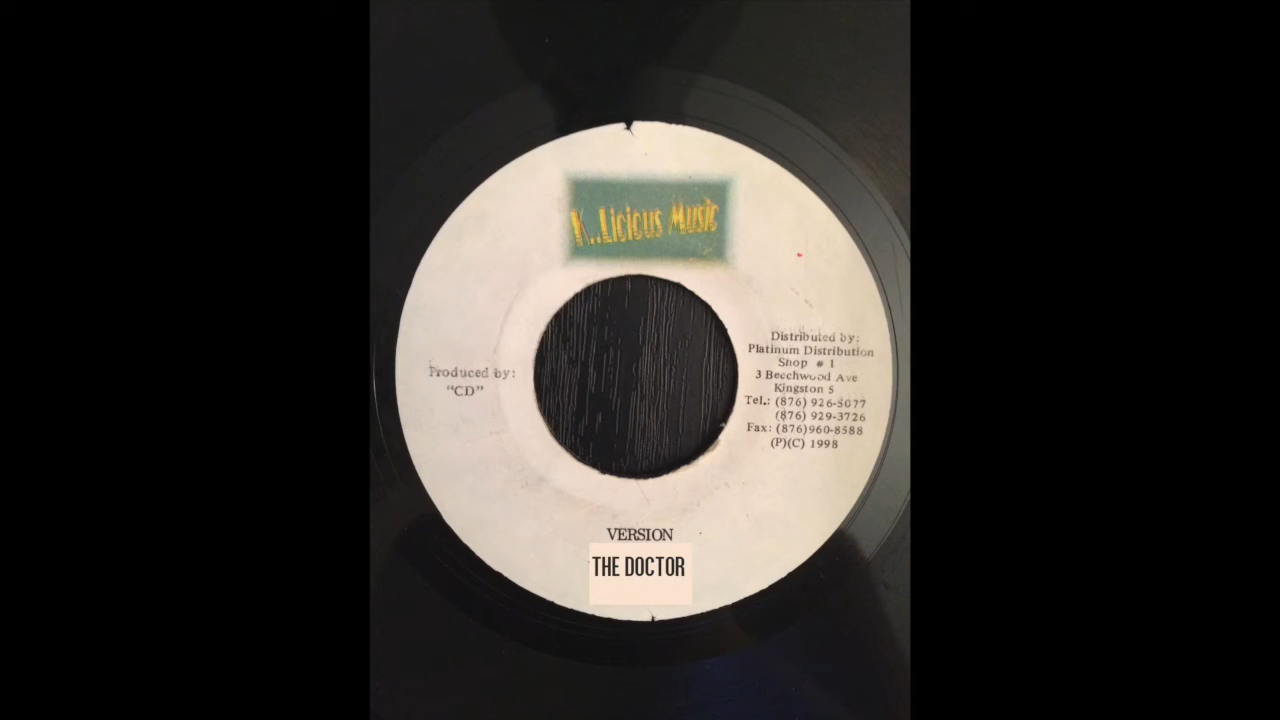 K..Licious Music
Produced by:
"CD"
Distributed by:
Platinum Distribution
Shop # 1
3 Beechwood Ave
Kingston 5
Tel.: (876) 926-5077
(876) 929-3726
Fax: (876)960-8588
(P)(C) 1998
VERSION
THE DOCTOR